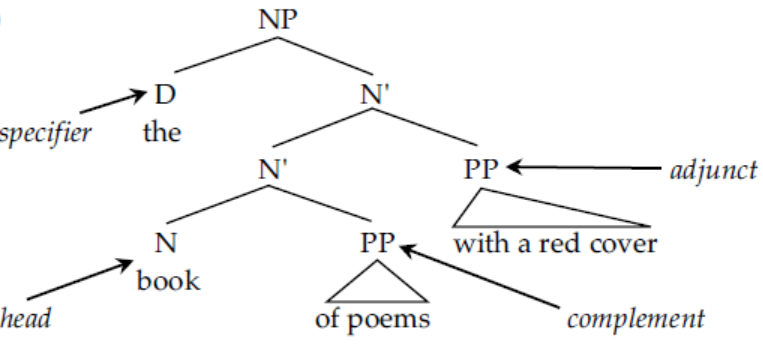 NP
D N'
specifier the
N' PP adjunct
N PP with a red cover
book
head of poems complement